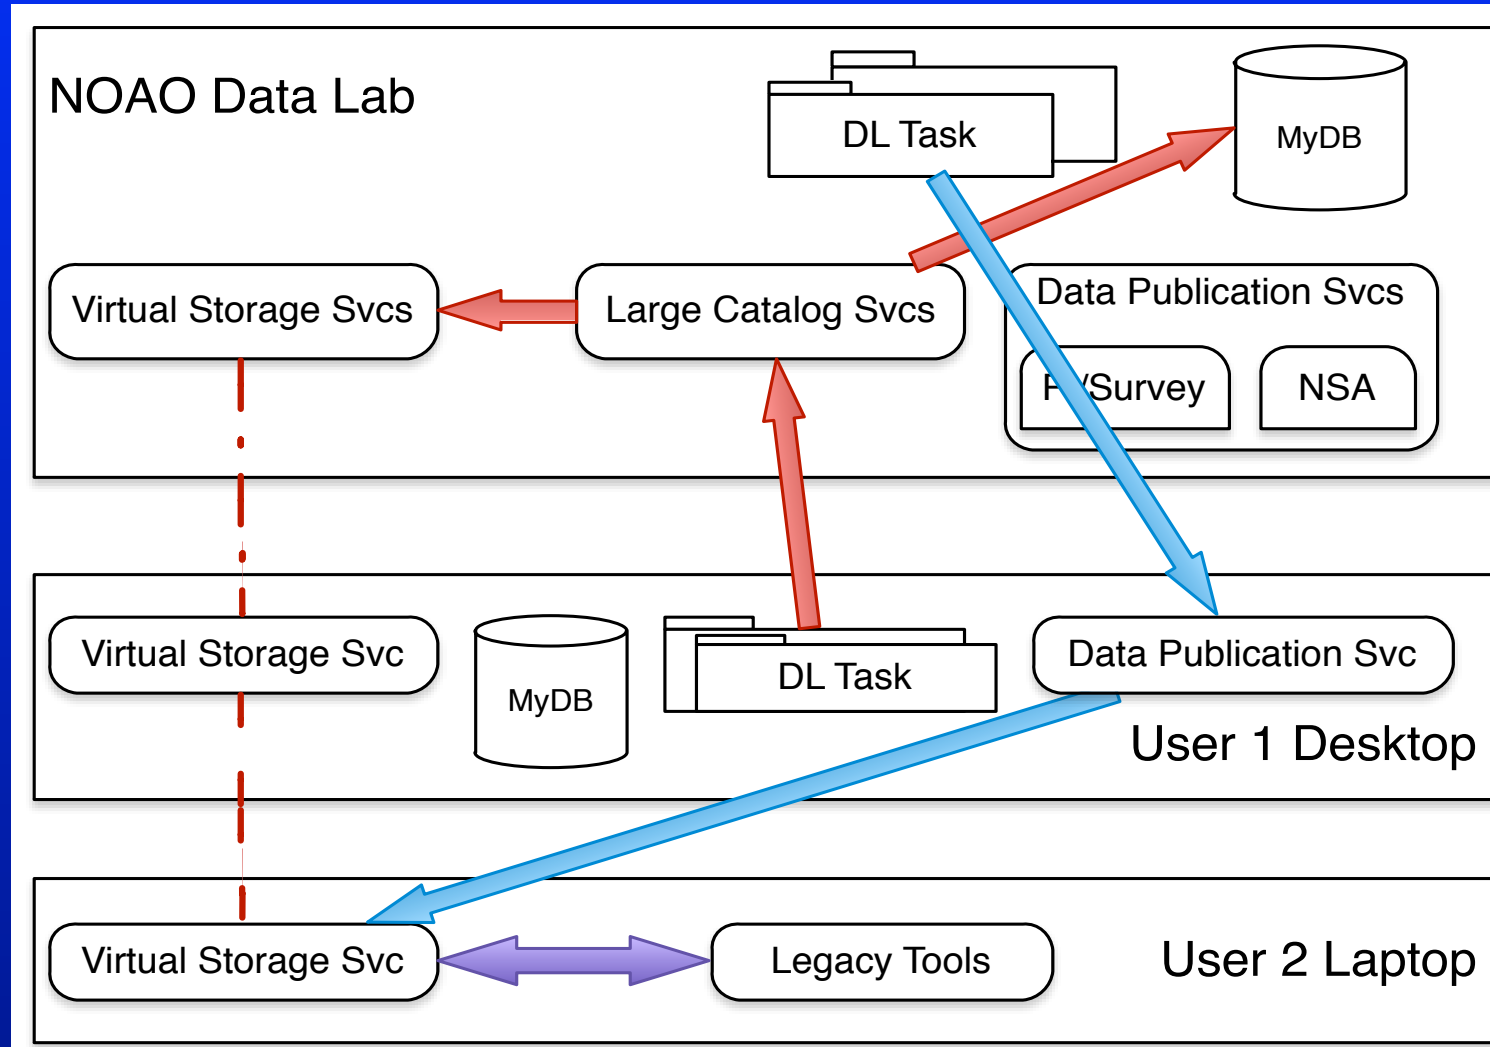 NOAO Data Lab
DL Task
MyDB
Virtual Storage Svcs
Large Catalog Svcs
Data Publication Svcs
/Survey
NSA
Virtual Storage Svc
MyDB
DL Task
Data Publication Svc
User 1 Desktop
Virtual Storage Svc
Legacy Tools
User 2 Laptop